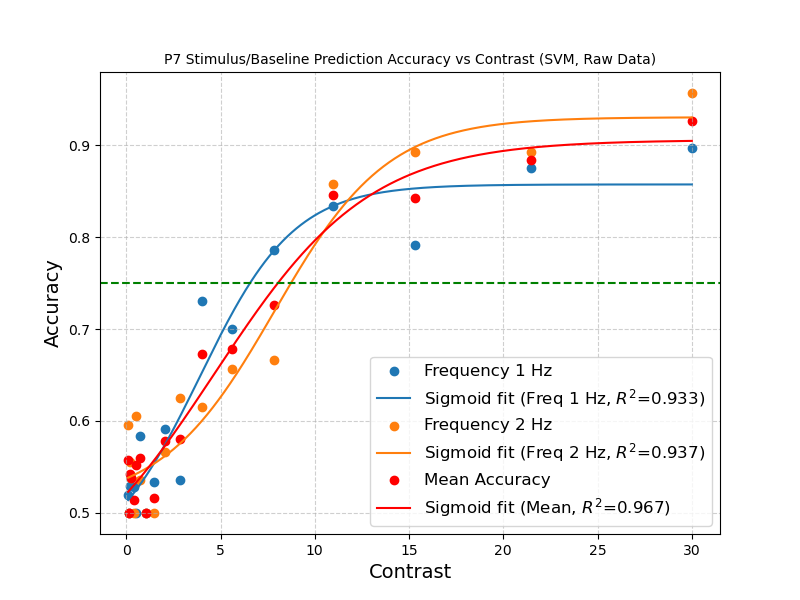 P7 Stimulus/Baseline Prediction Accuracy vs Contrast (SVM, Raw Data)
Accuracy
0.9
0.8
0.7
0.6
0.5
Frequency 1 Hz
Sigmoid fit (Freq 1 Hz, R²=0.933)
Frequency 2 Hz
Sigmoid fit (Freq 2 Hz, R²=0.937)
Mean Accuracy
Sigmoid fit (Mean, R²=0.967)
0 5 10 15 20 25 30
Contrast